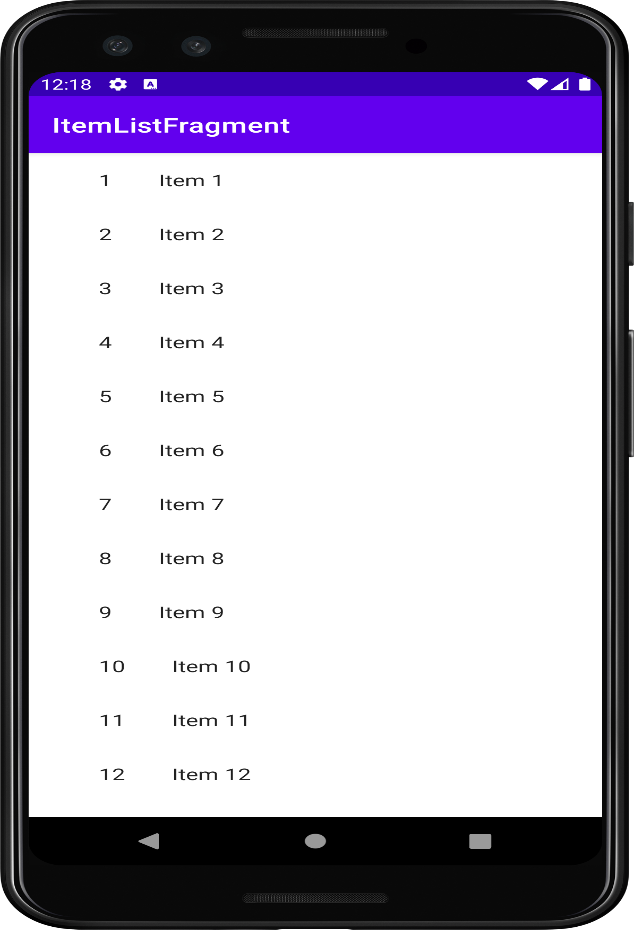 12:18
ItemListFragment
1 Item 1
2 Item 2
3 Item 3
4 Item 4
5 Item 5
6 Item 6
7 Item 7
8 Item 8
9 Item 9
10 Item 10
11 Item 11
12 Item 12